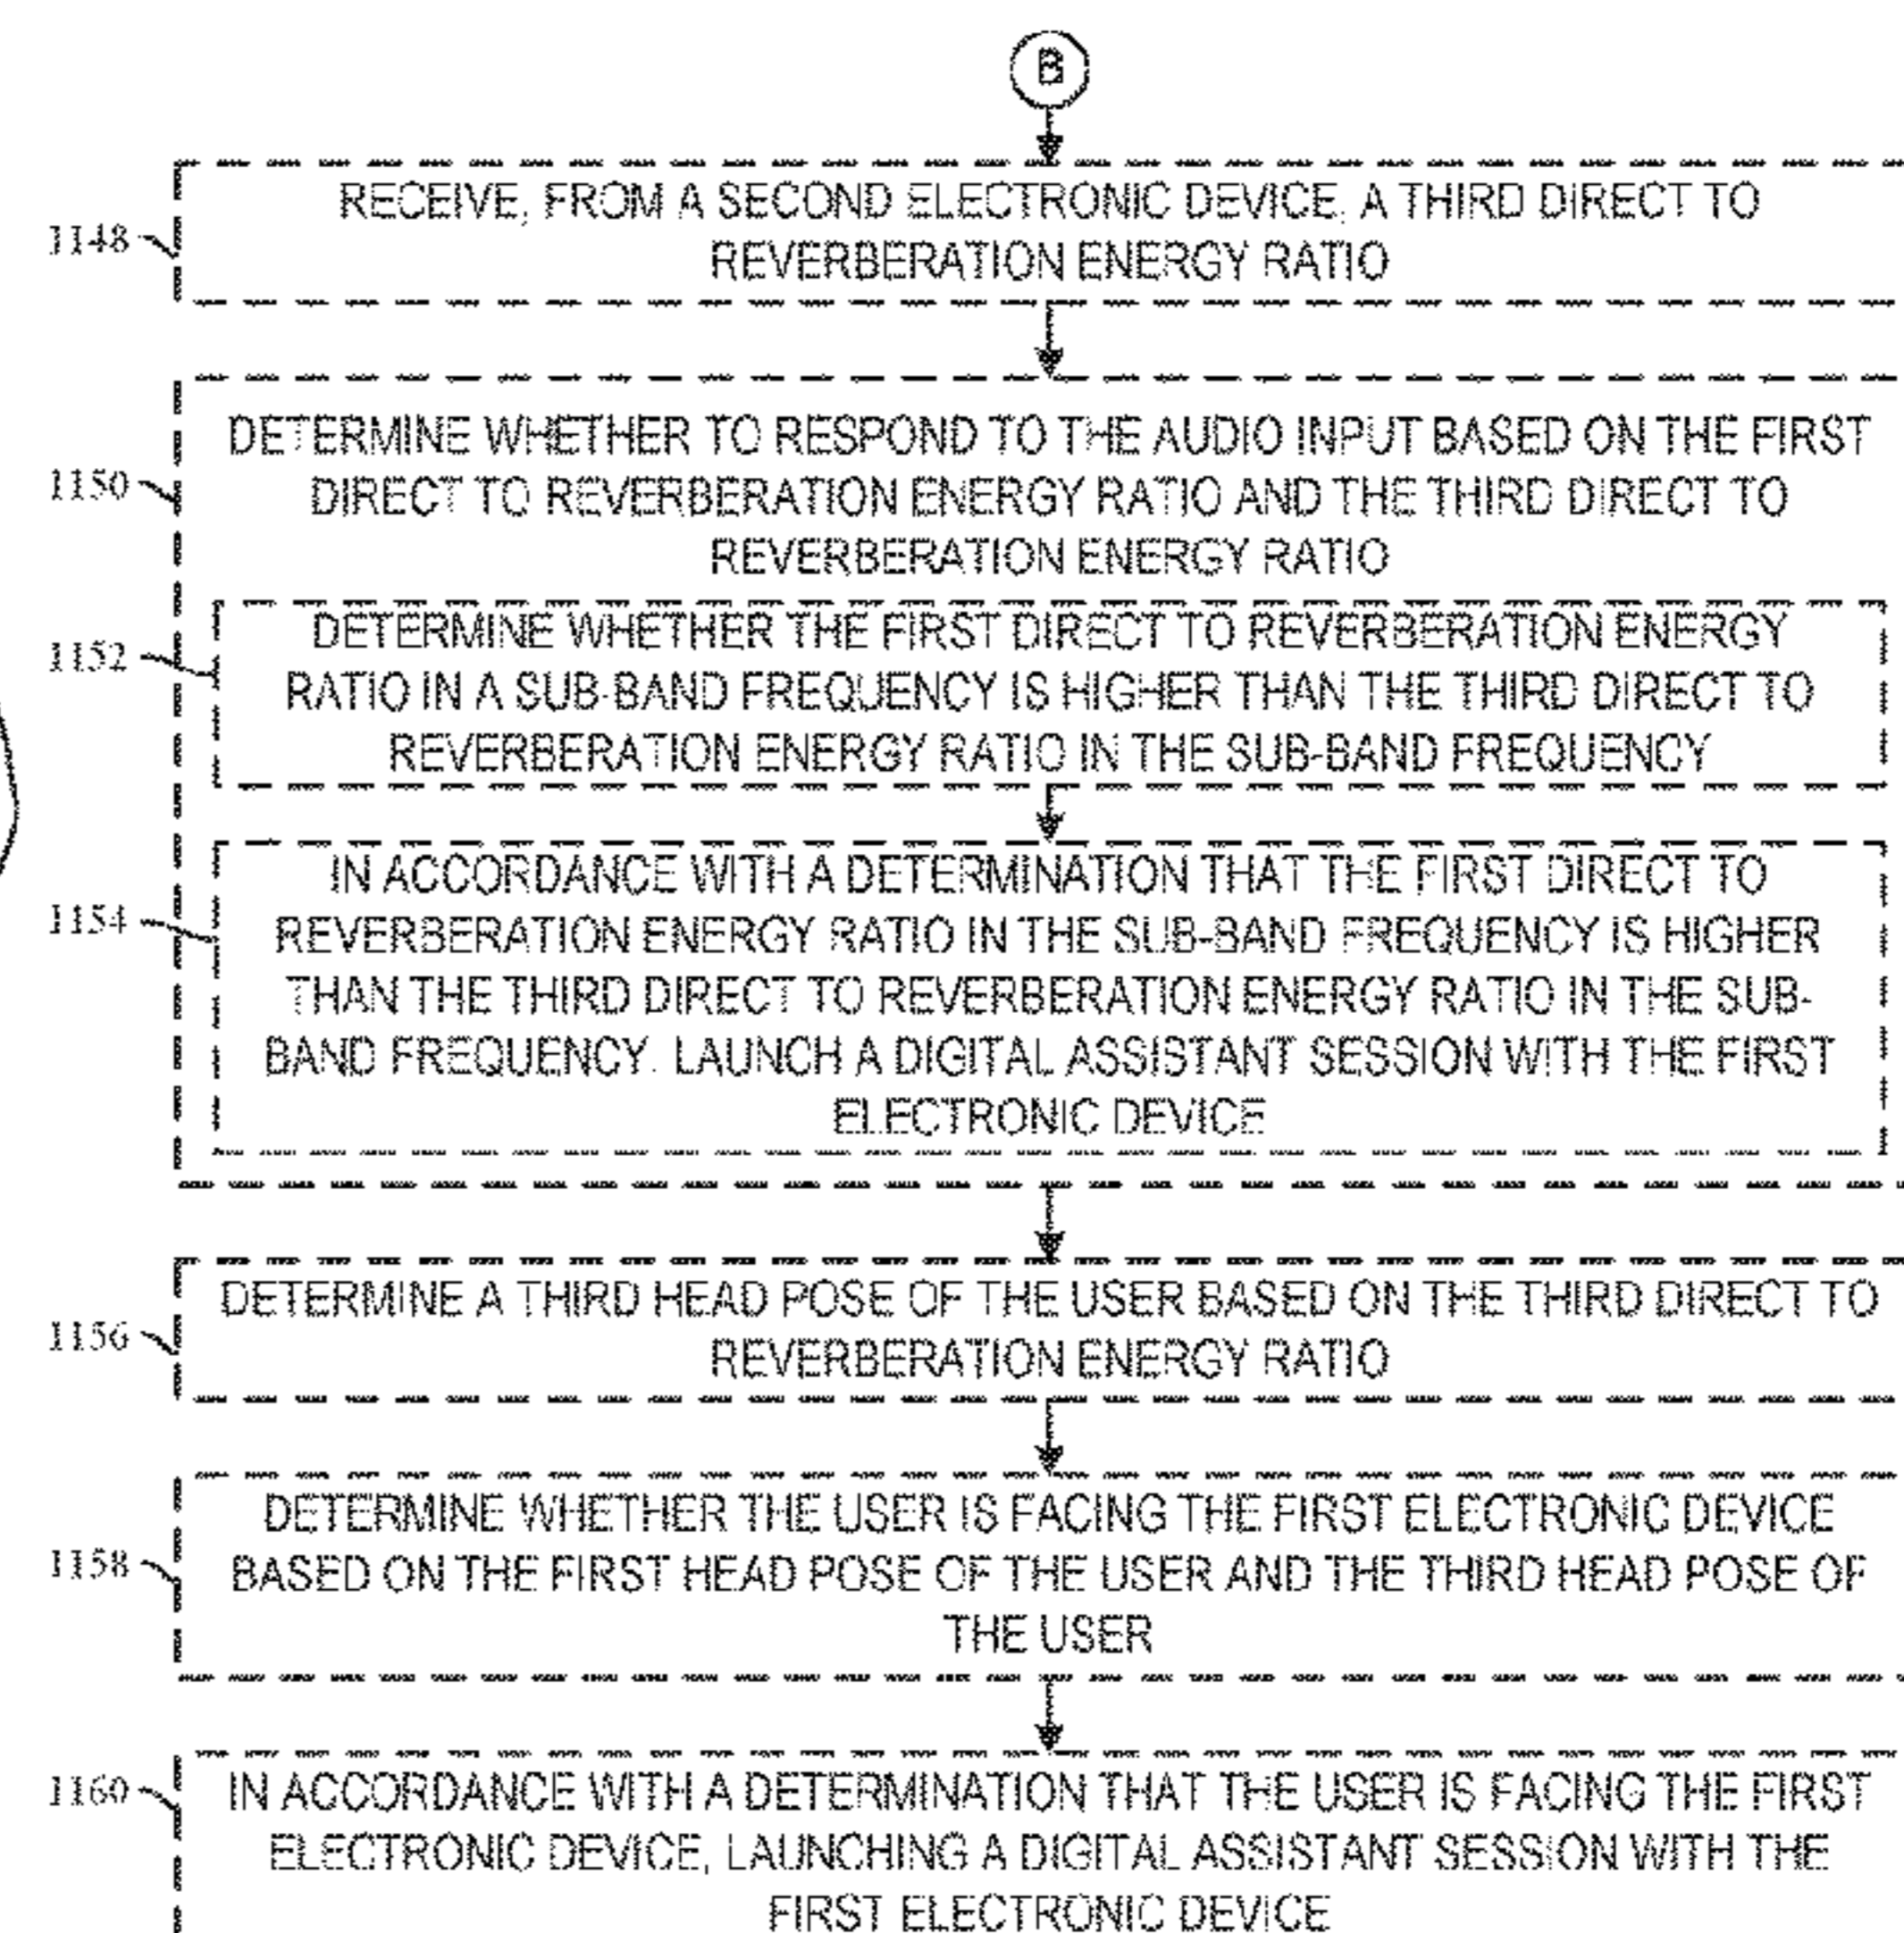 B
1148
RECEIVE, FROM A SECOND ELECTRONIC DEVICE, A THIRD DIRECT TO
REVERBERATION ENERGY RATIO
1150
DETERMINE WHETHER TO RESPOND TO THE AUDIO INPUT BASED ON THE FIRST
DIRECT TO REVERBERATION ENERGY RATIO AND THE THIRD DIRECT TO
REVERBERATION ENERGY RATIO
1152
DETERMINE WHETHER THE FIRST DIRECT TO REVERBERATION ENERGY
RATIO IN A SUB-BAND FREQUENCY IS HIGHER THAN THE THIRD DIRECT TO
REVERBERATION ENERGY RATIO IN THE SUB-BAND FREQUENCY
1154
IN ACCORDANCE WITH A DETERMINATION THAT THE FIRST DIRECT TO
REVERBERATION ENERGY RATIO IN THE SUB-BAND FREQUENCY IS HIGHER
THAN THE THIRD DIRECT TO REVERBERATION ENERGY RATIO IN THE SUB-
BAND FREQUENCY, LAUNCH A DIGITAL ASSISTANT SESSION WITH THE FIRST
ELECTRONIC DEVICE
1156
DETERMINE A THIRD HEAD POSE OF THE USER BASED ON THE THIRD DIRECT TO
REVERBERATION ENERGY RATIO
1158
DETERMINE WHETHER THE USER IS FACING THE FIRST ELECTRONIC DEVICE
BASED ON THE FIRST HEAD POSE OF THE USER AND THE THIRD HEAD POSE OF
THE USER
1160
IN ACCORDANCE WITH A DETERMINATION THAT THE USER IS FACING THE FIRST
ELECTRONIC DEVICE, LAUNCHING A DIGITAL ASSISTANT SESSION WITH THE
FIRST ELECTRONIC DEVICE